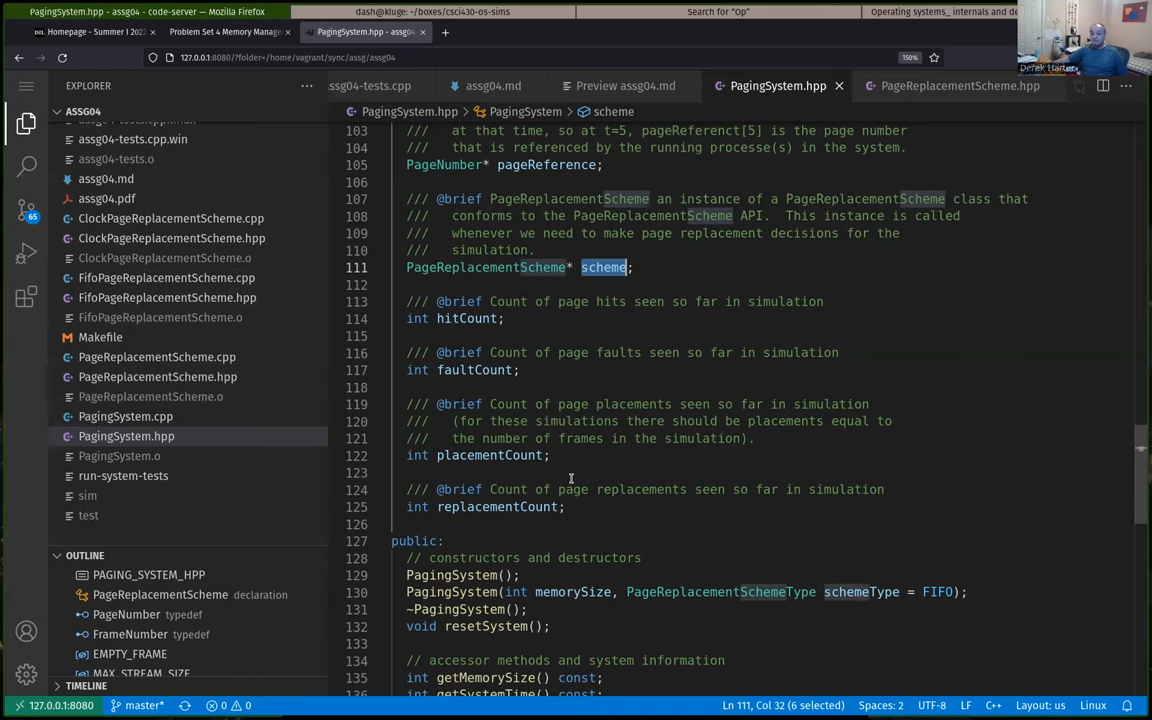 PagingSystem.hpp - assg04 - code-server — Mozilla Firefox
dash@kluge: ~/boxes/csci430-os-sims
Search for "Op"
Operating systems_ internals and de
Homepage - Summer I 202
Problem Set 4 Memory Manage
PagingSystem.hpp - assg04
127.0.0.1:8080/?folder=/home/vagrant/sync/assg/assg04
150%
Derek Harter
EXPLORER
assg04-tests.cpp
assg04.md
Preview assg04.md
PagingSystem.hpp
PageReplacementScheme.hpp
PagingSystem.hpp > PagingSystem > scheme
ASSG04
assg04-tests.cpp.win
assg04-tests.o
assg04.md
assg04.pdf
ClockPageReplacementScheme.cpp
ClockPageReplacementScheme.hpp
ClockPageReplacementScheme.o
FifoPageReplacementScheme.cpp
FifoPageReplacementScheme.hpp
FifoPageReplacementScheme.o
Makefile
PageReplacementScheme.cpp
PageReplacementScheme.hpp
PageReplacementScheme.o
PagingSystem.cpp
PagingSystem.hpp
PagingSystem.o
run-system-tests
sim
test
OUTLINE
PAGING_SYSTEM_HPP
PageReplacementScheme declaration
PageNumber typedef
FrameNumber typedef
EMPTY_FRAME
MAX_STREAM_SIZE
TIMELINE
65
103 /// at that time, so at t=5, pageReferenct[5] is the page number
104 /// that is referenced by the running processe(s) in the system.
105 PageNumber* pageReference;
106
107 /// @brief PageReplacementScheme an instance of a PageReplacementScheme class that
108 /// conforms to the PageReplacementScheme API.  This instance is called
109 /// whenever we need to make page replacement decisions for the
110 /// simulation.
111 PageReplacementScheme* scheme;
112
113 /// @brief Count of page hits seen so far in simulation
114 int hitCount;
115
116 /// @brief Count of page faults seen so far in simulation
117 int faultCount;
118
119 /// @brief Count of page placements seen so far in simulation
120 /// (for these simulations there should be placements equal to
121 /// the number of frames in the simulation).
122 int placementCount;
123
124 /// @brief Count of page replacements seen so far in simulation
125 int replacementCount;
126
127 public:
128 // constructors and destructors
129 PagingSystem();
130 PagingSystem(int memorySize, PageReplacementSchemeType schemeType = FIFO);
131 ~PagingSystem();
132 void resetSystem();
133
134 // accessor methods and system information
135 int getMemorySize() const;
136 int getSystemTime() const;
127.0.0.1:8080
master*
0
0
Ln 111, Col 32 (6 selected)
Spaces: 2
UTF-8
LF
C++
Layout: us
Linux